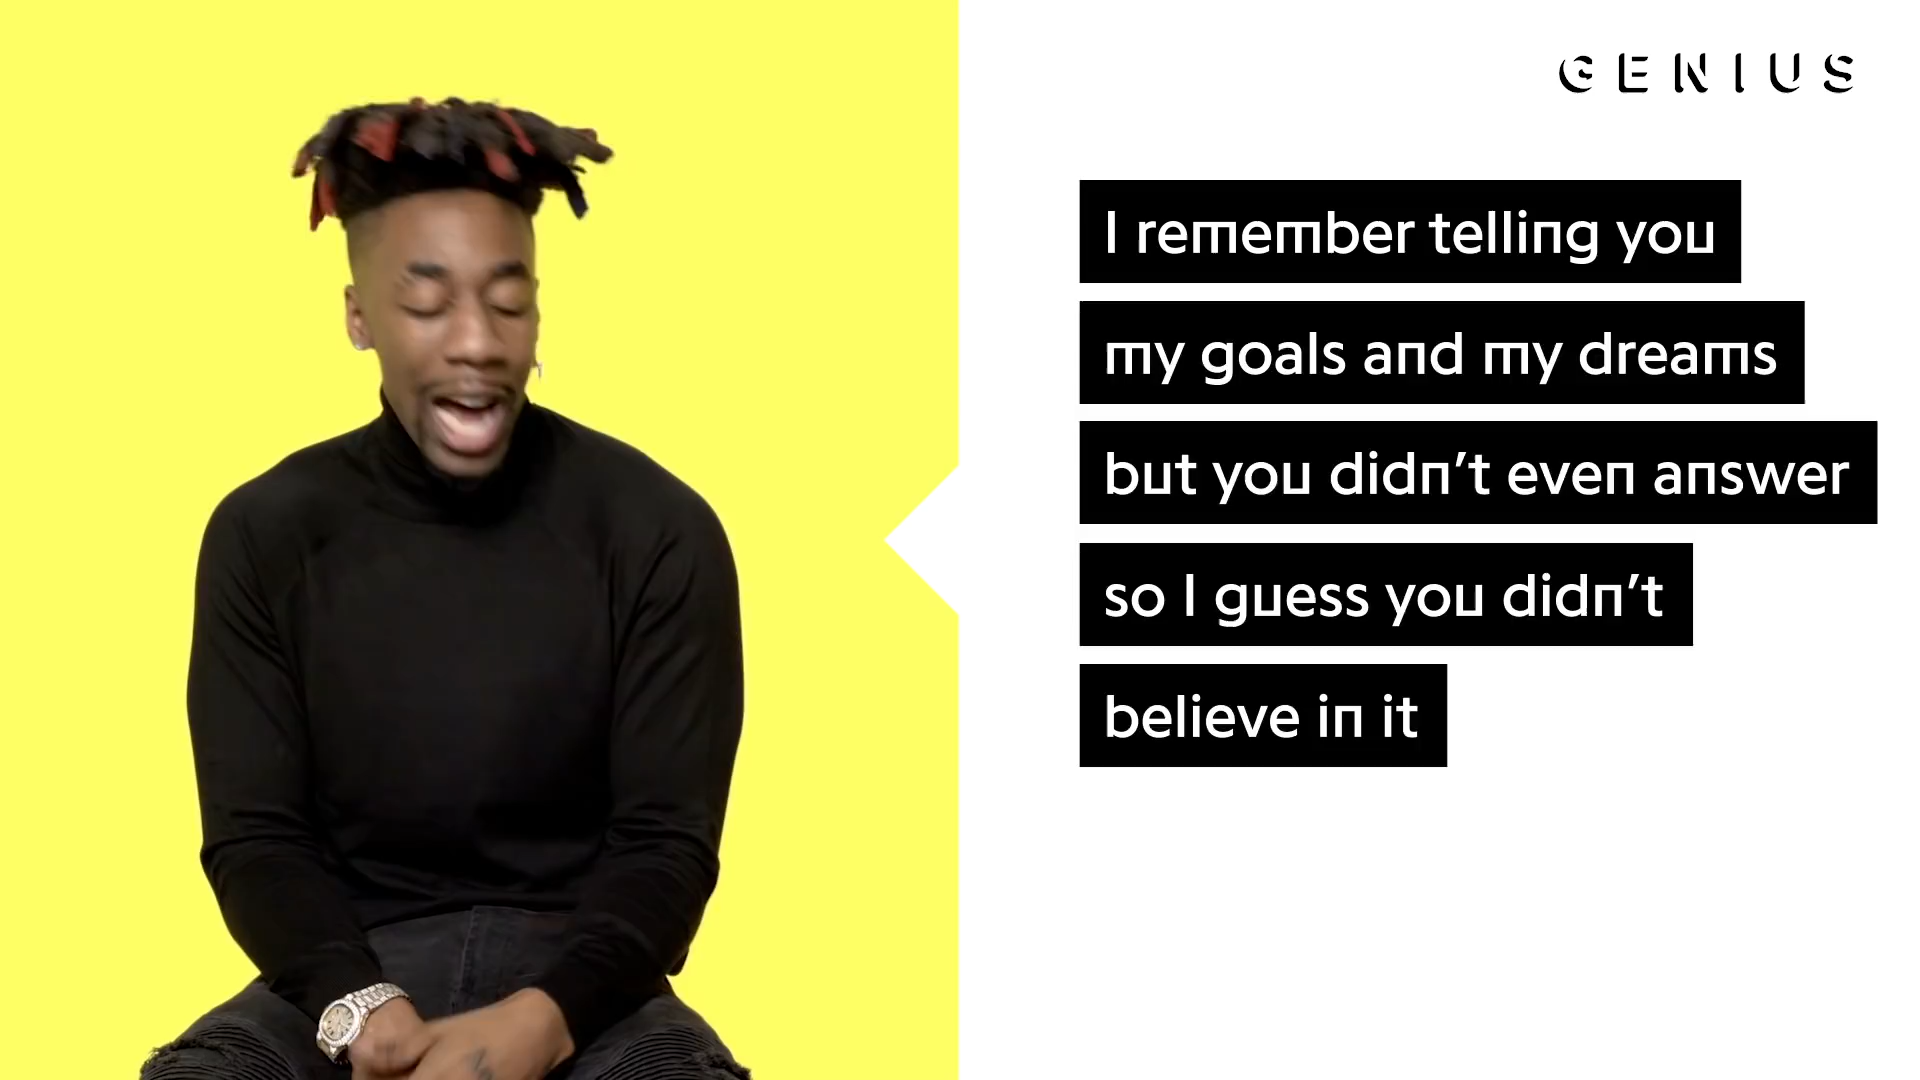 GENIUS
I remember telling you
my goals and my dreams
but you didn’t even answer
so I guess you didn’t
believe in it